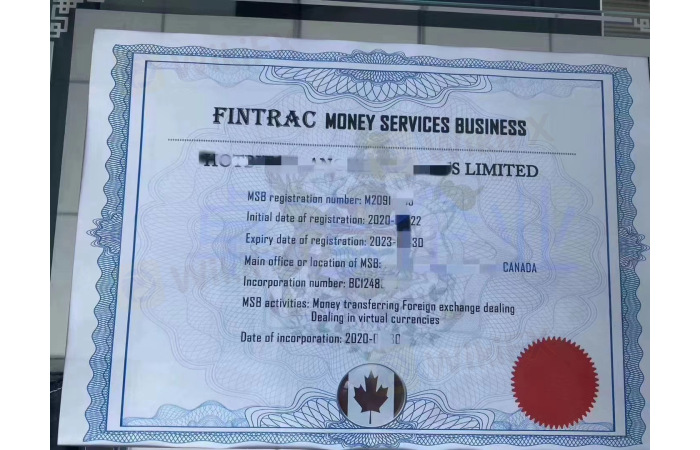 FINTRAC MONEY SERVICES BUSINESS
S LIMITED
MSB registration number: M2091
Initial date of registration: 2020- 22
Expiry date of registration: 2023- 30
Main office or location of MSB: CANADA
Incorporation number: BC1248
MSB activities: Money transferring,Foreign exchange dealing
Dealing in virtual currencies
Date of incorporation: 2020- 30